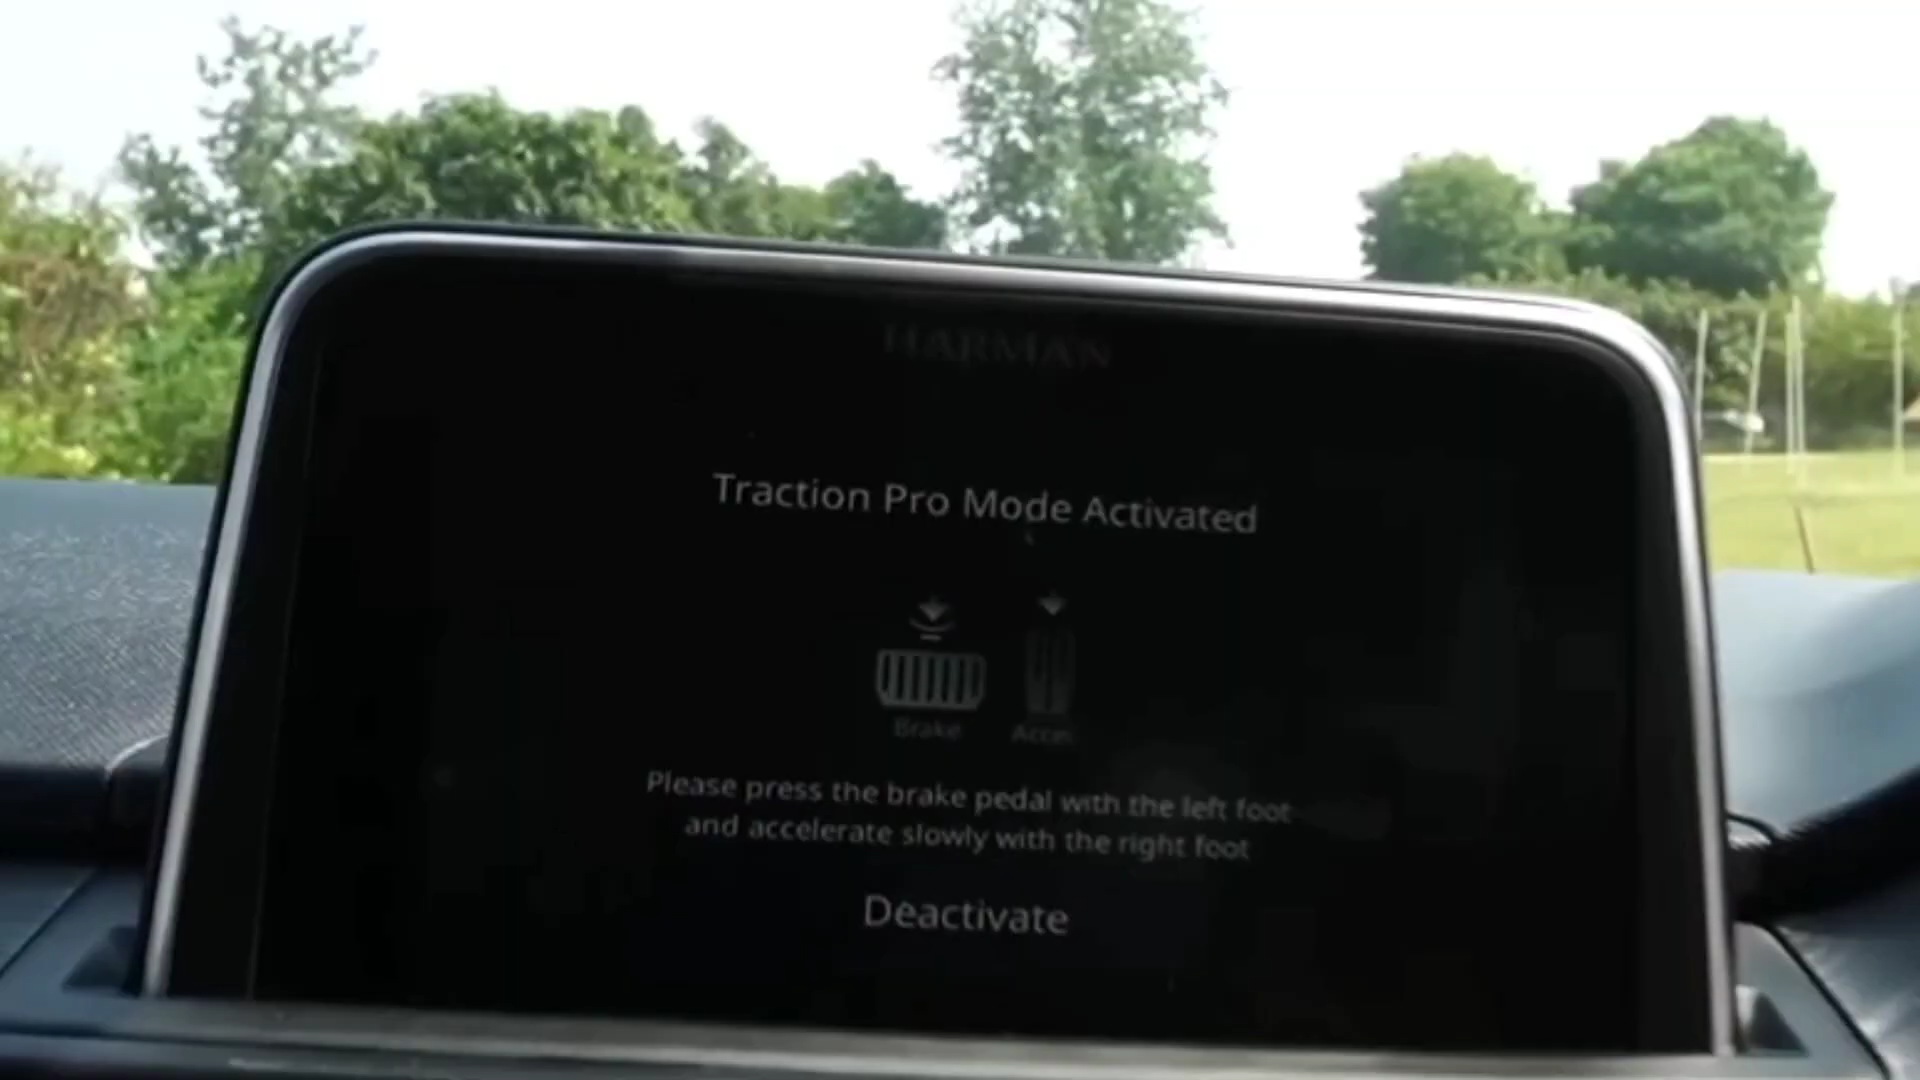 HARMAN
Traction Pro Mode Activated
Brake
Please press the brake pedal with the left foot
and accelerate slowly with the right foot
Deactivate